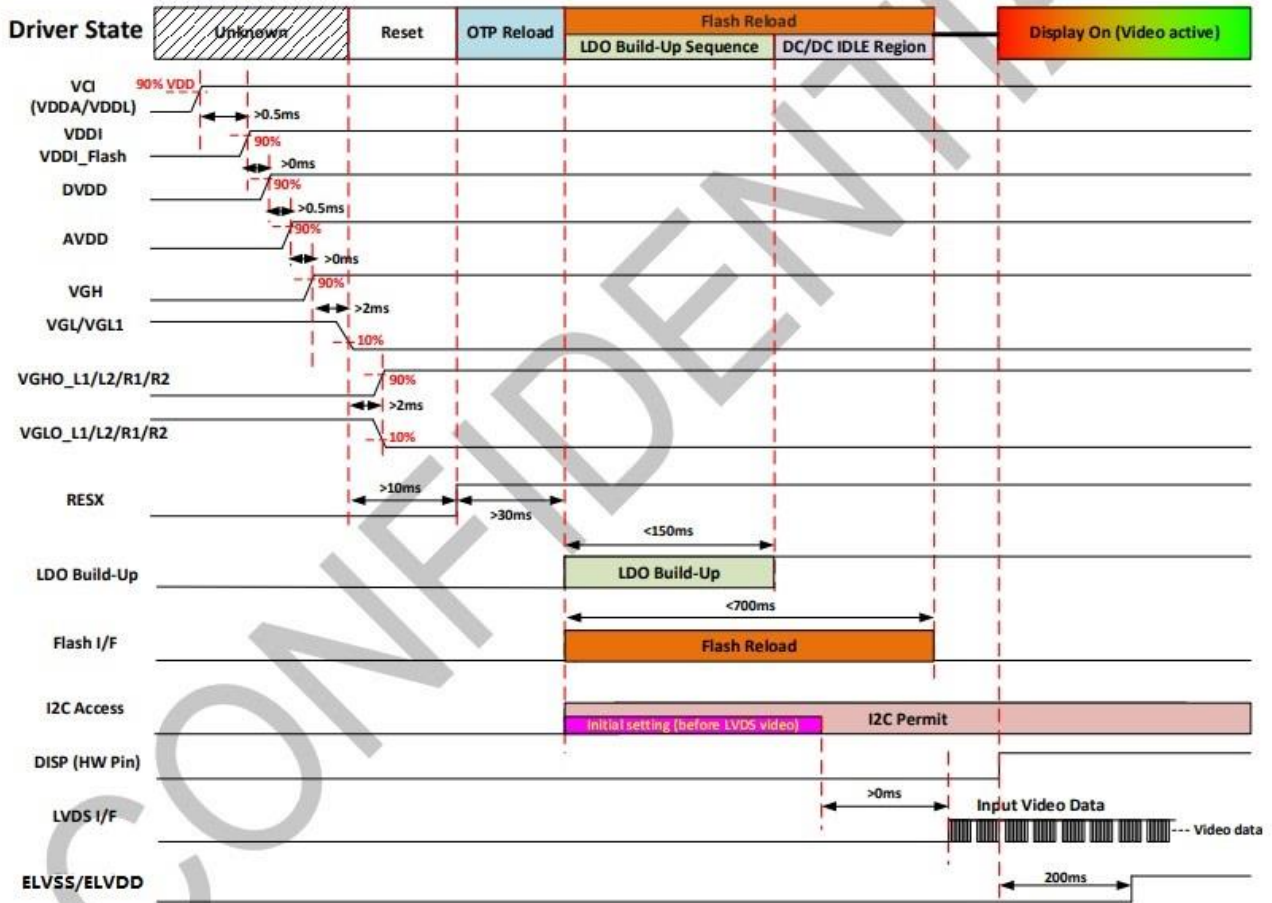 Driver State
Unknown
Reset
OTP Reload
Flash Reload
LDO Build-Up Sequence
DC/DC IDLE Region
Display On (Video active)
VCI
(VDDA/VDDL)
90% VDD
>0.5ms
VDDI
VDDI_Flash
90%
>0ms
DVDD
90%
>0.5ms
AVDD
90%
>0ms
VGH
90%
>2ms
VGL/VGL1
10%
VGHO_L1/L2/R1/R2
90%
>2ms
VGLO_L1/L2/R1/R2
10%
RESX
>10ms
>30ms
<150ms
LDO Build-Up
LDO Build-Up
<700ms
Flash I/F
Flash Reload
I2C Access
Initial setting (before LVDS video)
I2C Permit
DISP (HW Pin)
>0ms
LVDS I/F
Input Video Data
--- Video data
ELVSS/ELVDD
200ms
CONFIDENTIA